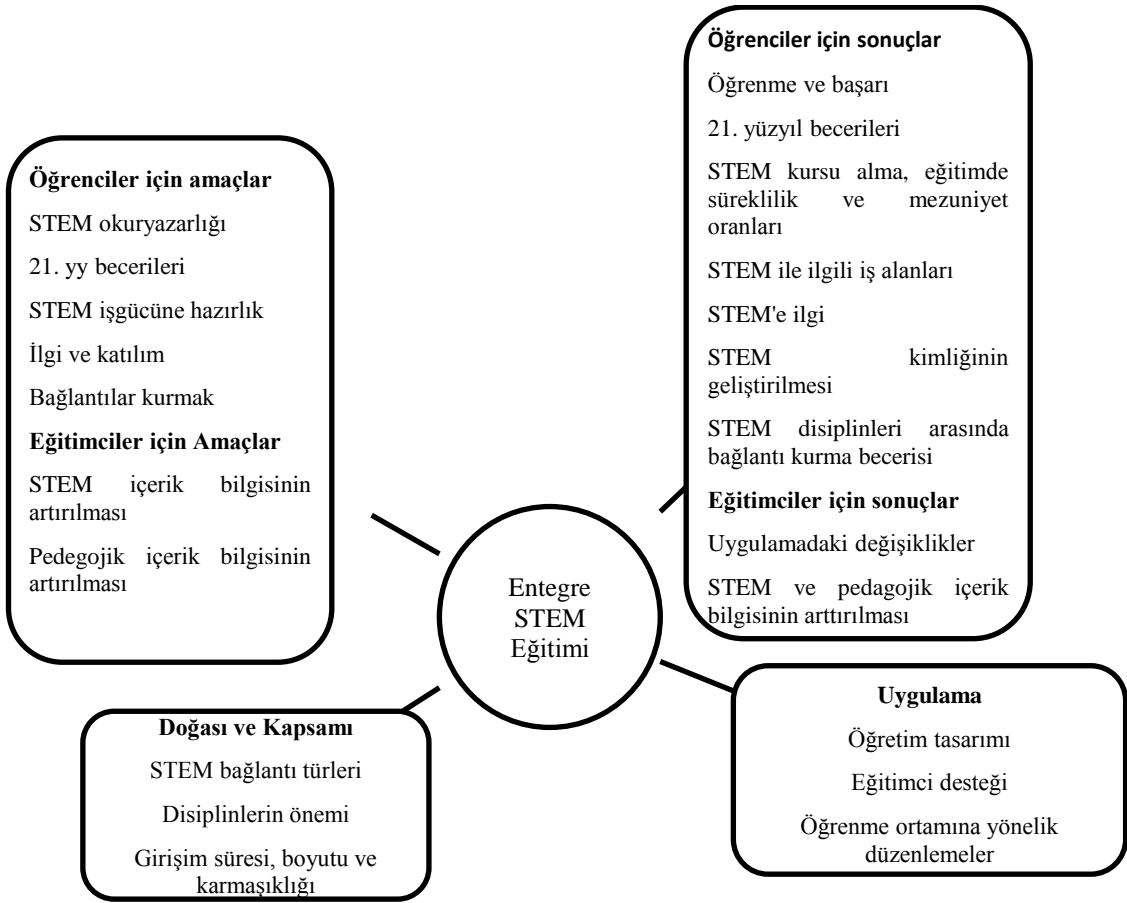 Öğrenciler için amaçlar
STEM okuryazarlığı
21. yy becerileri
STEM işgücüne hazırlık
İlgi ve katılım
Bağlantılar kurmak
Eğitimciler için Amaçlar
STEM içerik bilgisinin
artırılması
Pedegojik içerik bilgisinin
artırılması
Öğrenciler için sonuçlar
Öğrenme ve başarı
21. yüzyıl becerileri
STEM kursu alma, eğitimde
süreklilik ve mezuniyet
oranları
STEM ile ilgili iş alanları
STEM'e ilgi
STEM kimliğinin
geliştirilmesi
STEM disiplinleri arasında
bağlantı kurma becerisi
Eğitimciler için sonuçlar
Uygulamadaki değişiklikler
STEM ve pedagojik içerik
bilgisinin arttırılması
Entegre
STEM
Eğitimi
Doğası ve Kapsamı
STEM bağlantı türleri
Disiplinlerin önemi
Girişim süresi, boyutu ve
karmaşıklığı
Uygulama
Öğretim tasarımı
Eğitimci desteği
Öğrenme ortamına yönelik
düzenlemeler